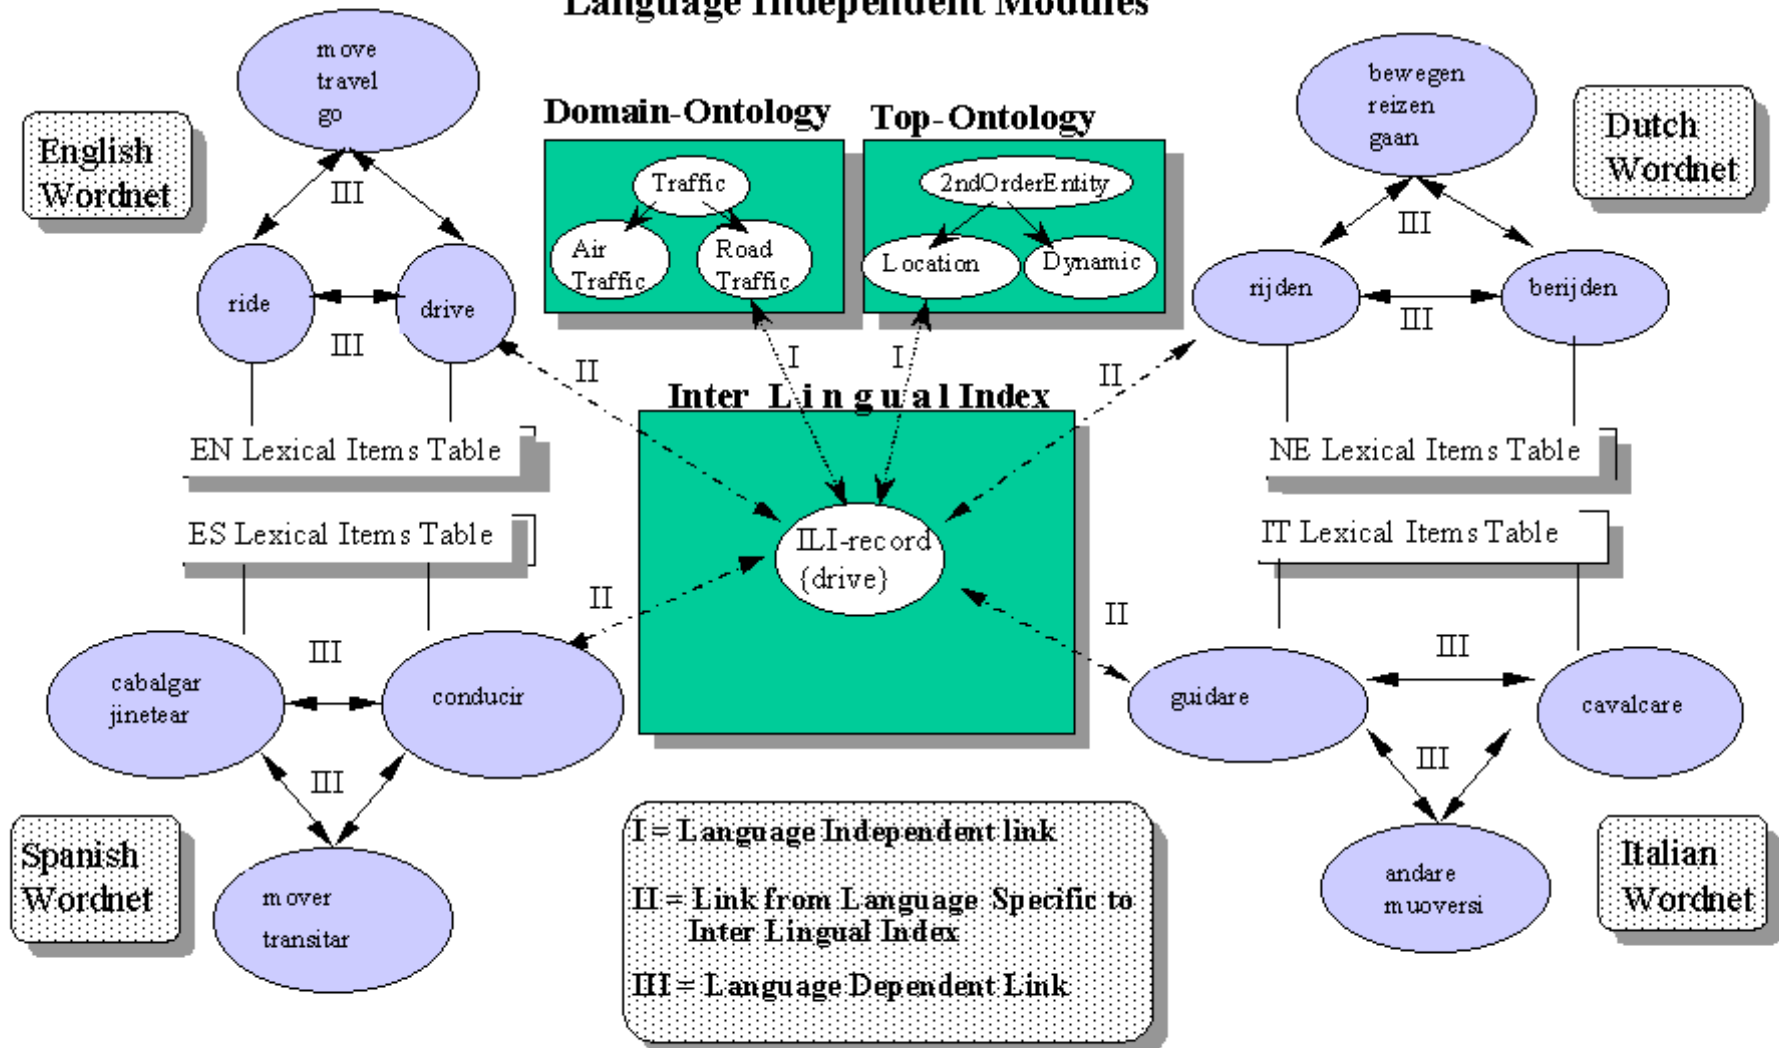 Language Independent Modules
move
travel
go
English
Wordnet
III
ride
drive
III
EN Lexical Items Table
Domain-Ontology
Traffic
Air
Traffic
Road
Traffic
Top-Ontology
2ndOrderEntity
Location
Dynamic
bewegen
reizen
gaan
Dutch
Wordnet
III
rijden
berijden
III
NE Lexical Items Table
II
I
I
II
Inter Lingual Index
ILI-record
{drive}
II
II
ES Lexical Items Table
cabalgar
jinetear
III
conducir
III
mover
transitar
Spanish
Wordnet
IT Lexical Items Table
guidare
III
cavalcare
III
andare
muoversi
Italian
Wordnet
I = Language Independent link
II = Link from Language Specific to
Inter Lingual Index
III = Language Dependent Link